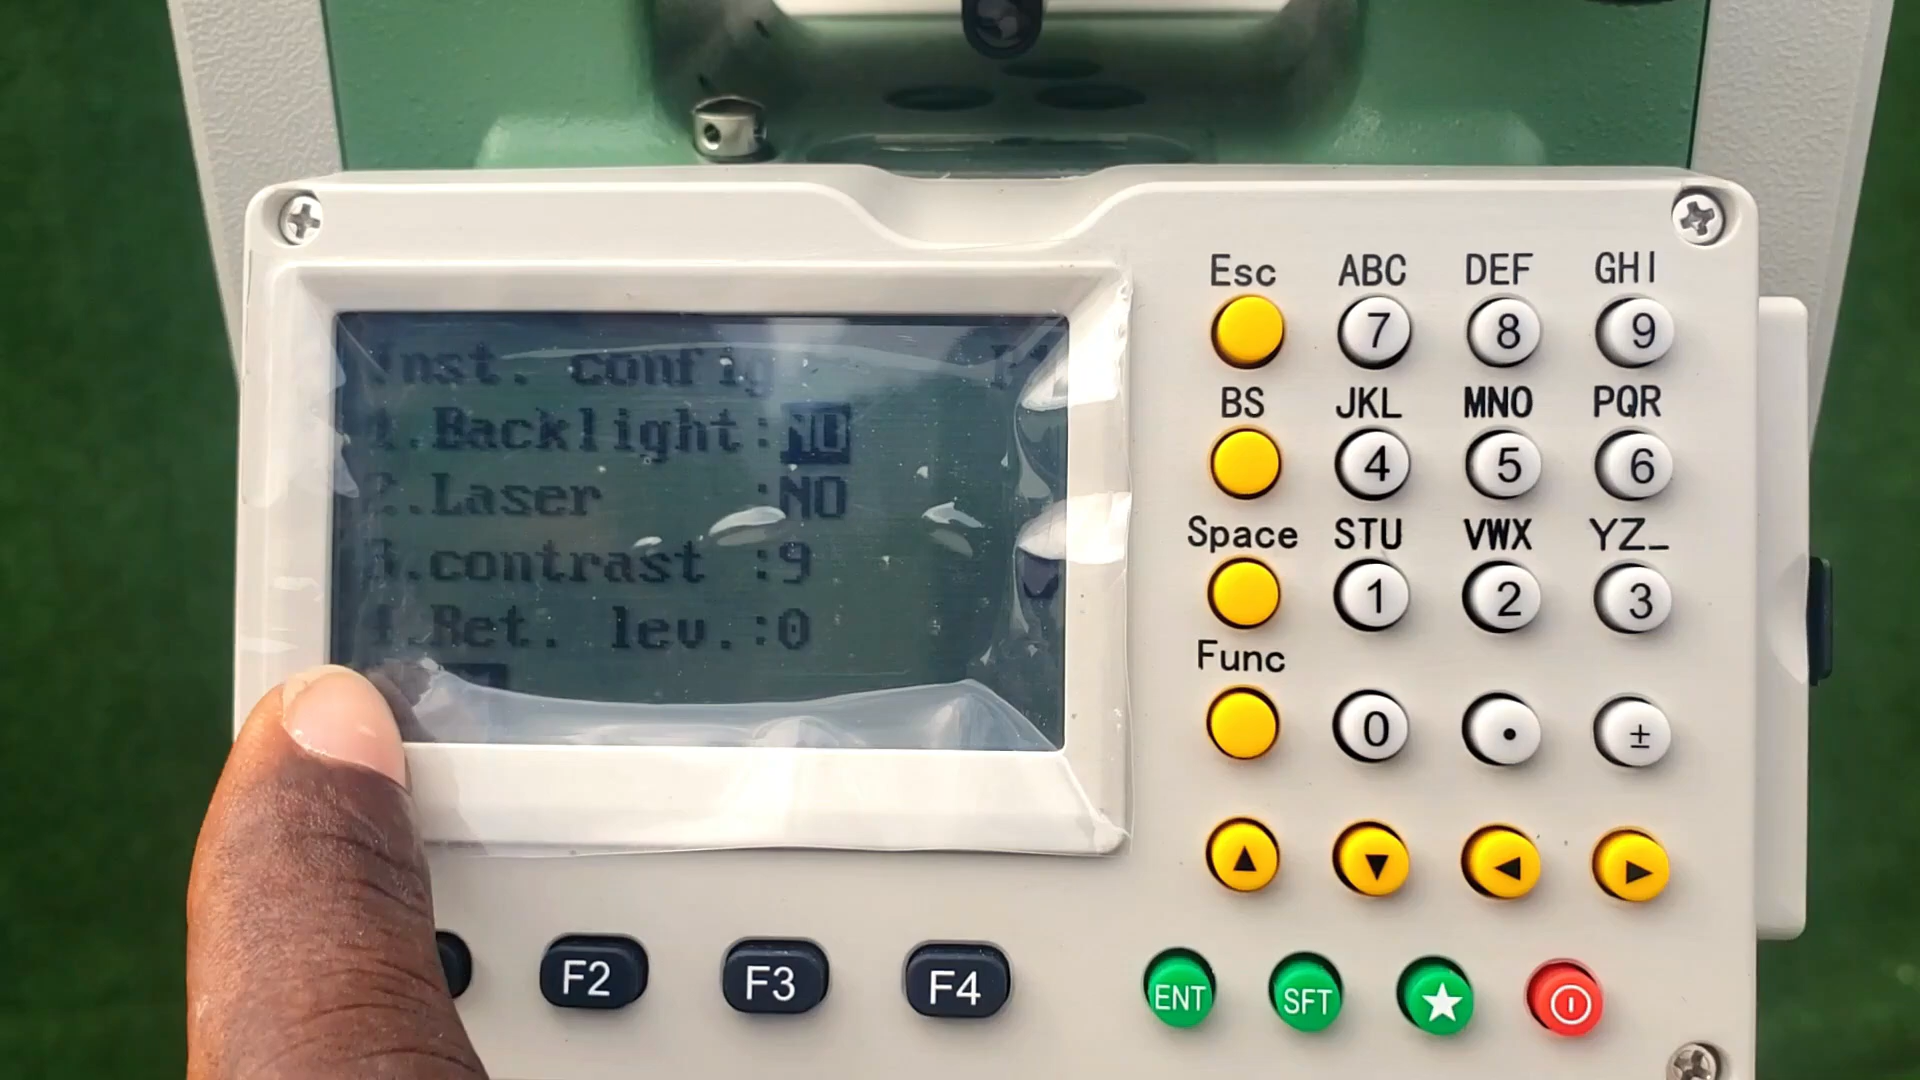 Inst. config
1.Backlight:NO
2.Laser :NO
3.contrast :9
4.Ret. lev.:0
Esc ABC DEF GHI
7 8 9
BS JKL MNO PQR
4 5 6
Space STU VWX YZ_
1 2 3
Func
0 • ±
▲ ▼ ◀ ▶
F2 F3 F4
ENT SFT ★